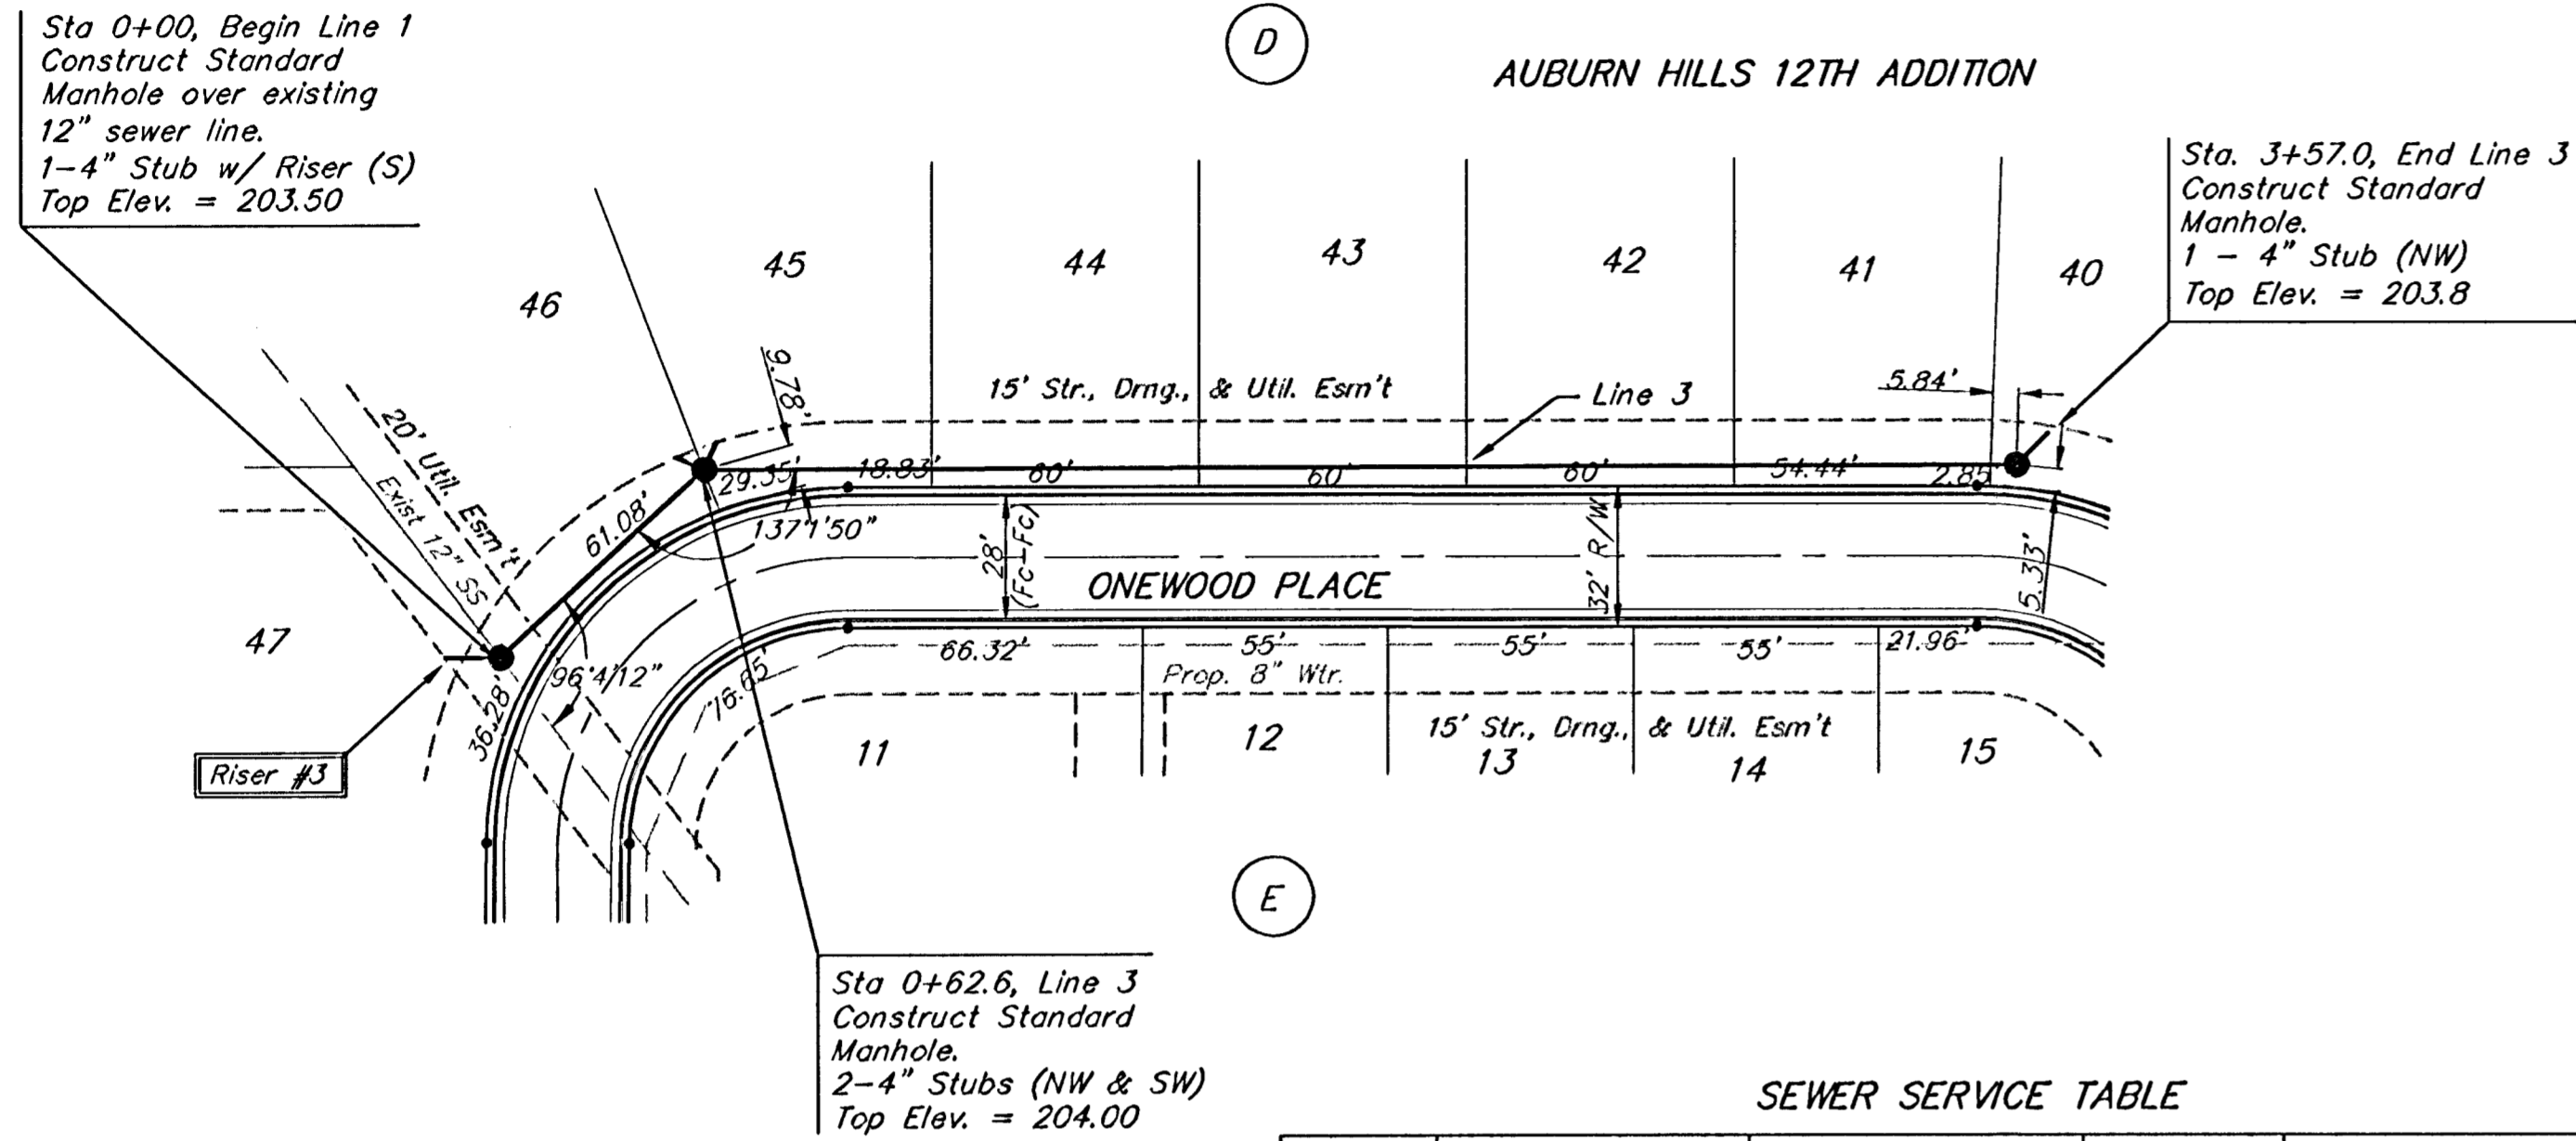 Sta 0+00, Begin Line 1
Construct Standard
Manhole over existing
12" sewer line.
1-4" Stub w/ Riser (S)
Top Elev. = 203.50
D
AUBURN HILLS 12TH ADDITION
Sta. 3+57.0, End Line 3
Construct Standard
Manhole.
1 - 4" Stub (NW)
Top Elev. = 203.8
46
45
44
43
42
41
40
47
9.78'
15' Str., Drng., & Util. Esm't
Line 3
5.84'
20' Util. Esm't
Exist 12" SS
61.08'
29.35'
18.83'
60'
60'
60'
54.44'
2.85
137°1'50"
28'
(Fc-Fc)
32' R/W
5.33'
ONEWOOD PLACE
96°4'12"
36.28'
76.65'
66.32'
55'
55'
55'
21.96'
Prop. 8" Wtr.
15' Str., Drng., & Util. Esm't
11
12
13
14
15
Riser #3
E
Sta 0+62.6, Line 3
Construct Standard
Manhole.
2-4" Stubs (NW & SW)
Top Elev. = 204.00
SEWER SERVICE TABLE